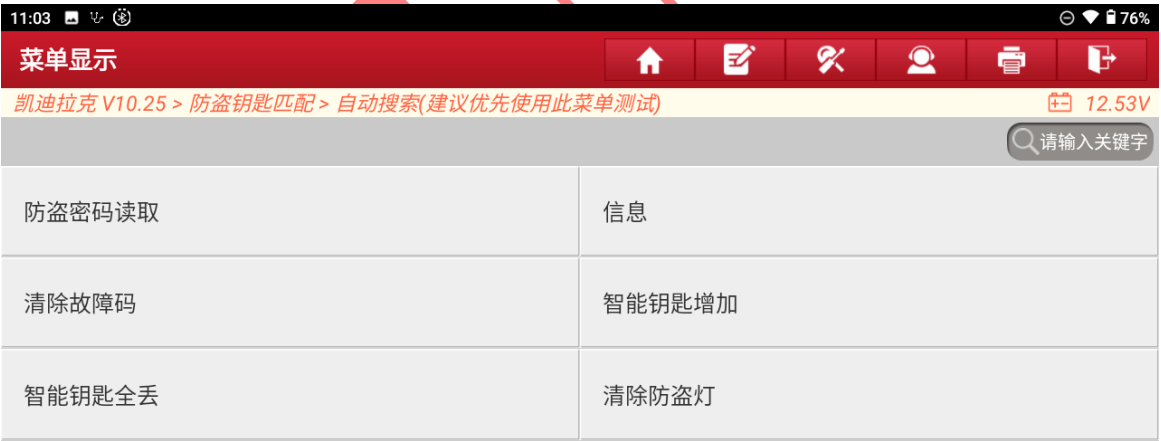 11:03
76%
菜单显示
凯迪拉克 V10.25 > 防盗钥匙匹配 > 自动搜索(建议优先使用此菜单测试)
12.53V
请输入关键字
防盗密码读取
信息
清除故障码
智能钥匙增加
智能钥匙全丢
清除防盗灯